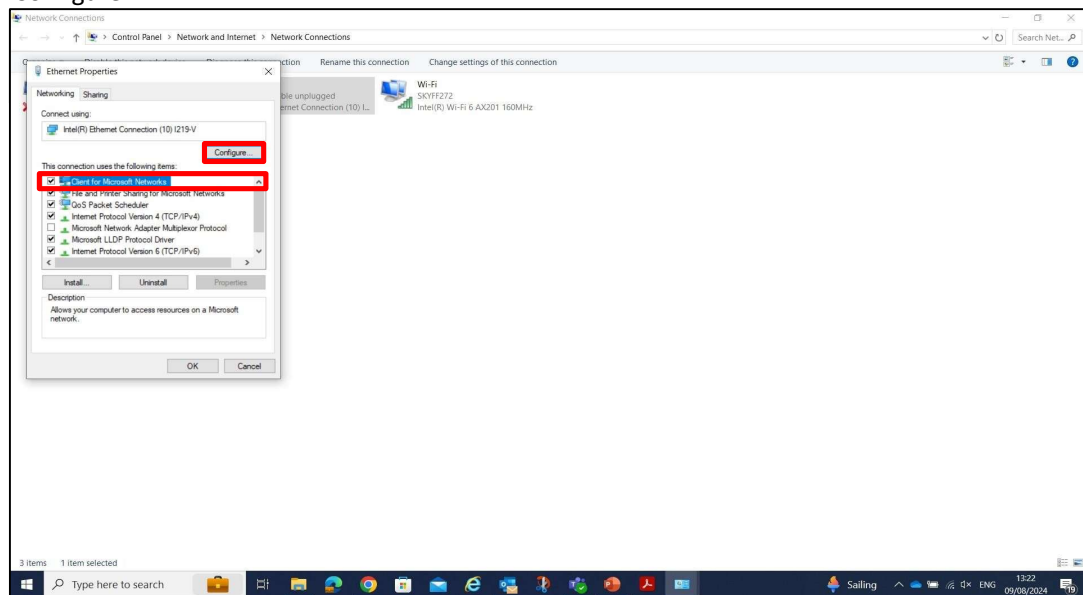 Network Connections
Control Panel > Network and Internet > Network Connections
Search Net...
Rename this connection
Change settings of this connection
Ethernet Properties
Networking
Sharing
Connect using:
Intel(R) Ethernet Connection (10) I219-V
Configure...
This connection uses the following items:
Client for Microsoft Networks
File and Printer Sharing for Microsoft Networks
QoS Packet Scheduler
Internet Protocol Version 4 (TCP/IPv4)
Microsoft Network Adapter Multiplexor Protocol
Microsoft LLDP Protocol Driver
Internet Protocol Version 6 (TCP/IPv6)
Install...
Uninstall
Properties
Description
Allows your computer to access resources on a Microsoft
network.
OK
Cancel
unplugged
Connection (10) I...
Wi-Fi
SKYFF272
Intel(R) Wi-Fi 6 AX201 160MHz
3 items
1 item selected
Type here to search
Sailing
ENG
13:22
09/08/2024
19